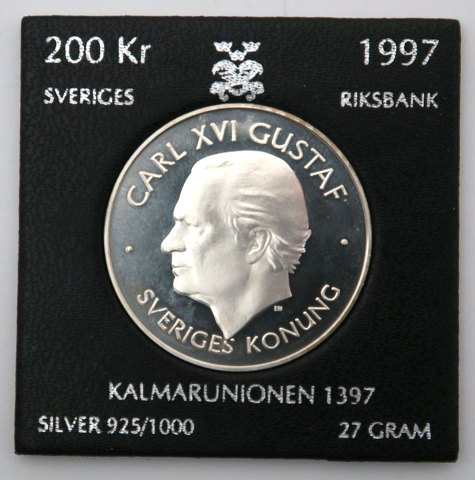 200 Kr 1997
SVERIGES RIKSBANK
CARL XVI GUSTAF
SVERIGES KONUNG
KALMARUNIONEN 1397
SILVER 925/1000 27 GRAM